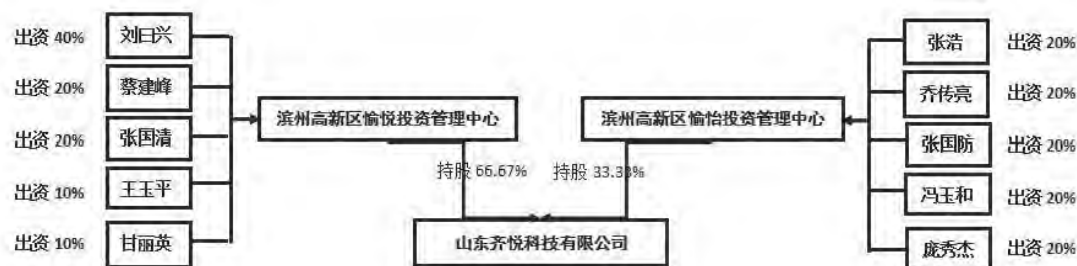 出资 40%
刘曰兴
出资 20%
蔡建峰
出资 20%
张国清
出资 10%
王玉平
出资 10%
甘丽英
滨州高新区愉悦投资管理中心
滨州高新区愉怡投资管理中心
张浩
出资 20%
乔传亮
出资 20%
张国防
出资 20%
冯玉和
出资 20%
庞秀杰
出资 20%
持股 66.67%
持股 33.33%
山东齐悦科技有限公司